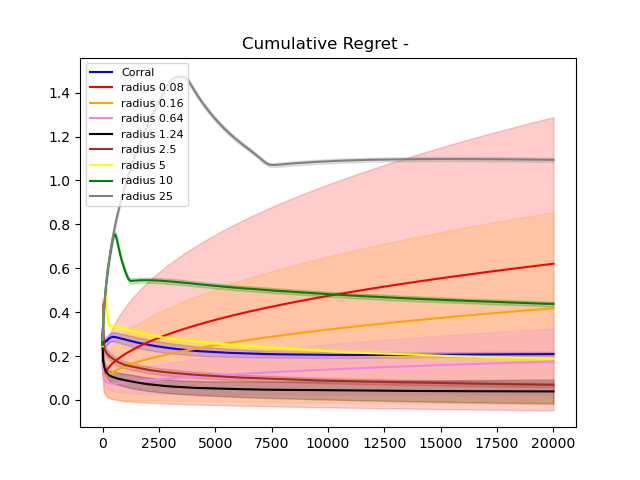 Cumulative Regret -
1.4
1.2
1.0
0.8
0.6
0.4
0.2
0.0
Corral
radius 0.08
radius 0.16
radius 0.64
radius 1.24
radius 2.5
radius 5
radius 10
radius 25
0 2500 5000 7500 10000 12500 15000 17500 20000